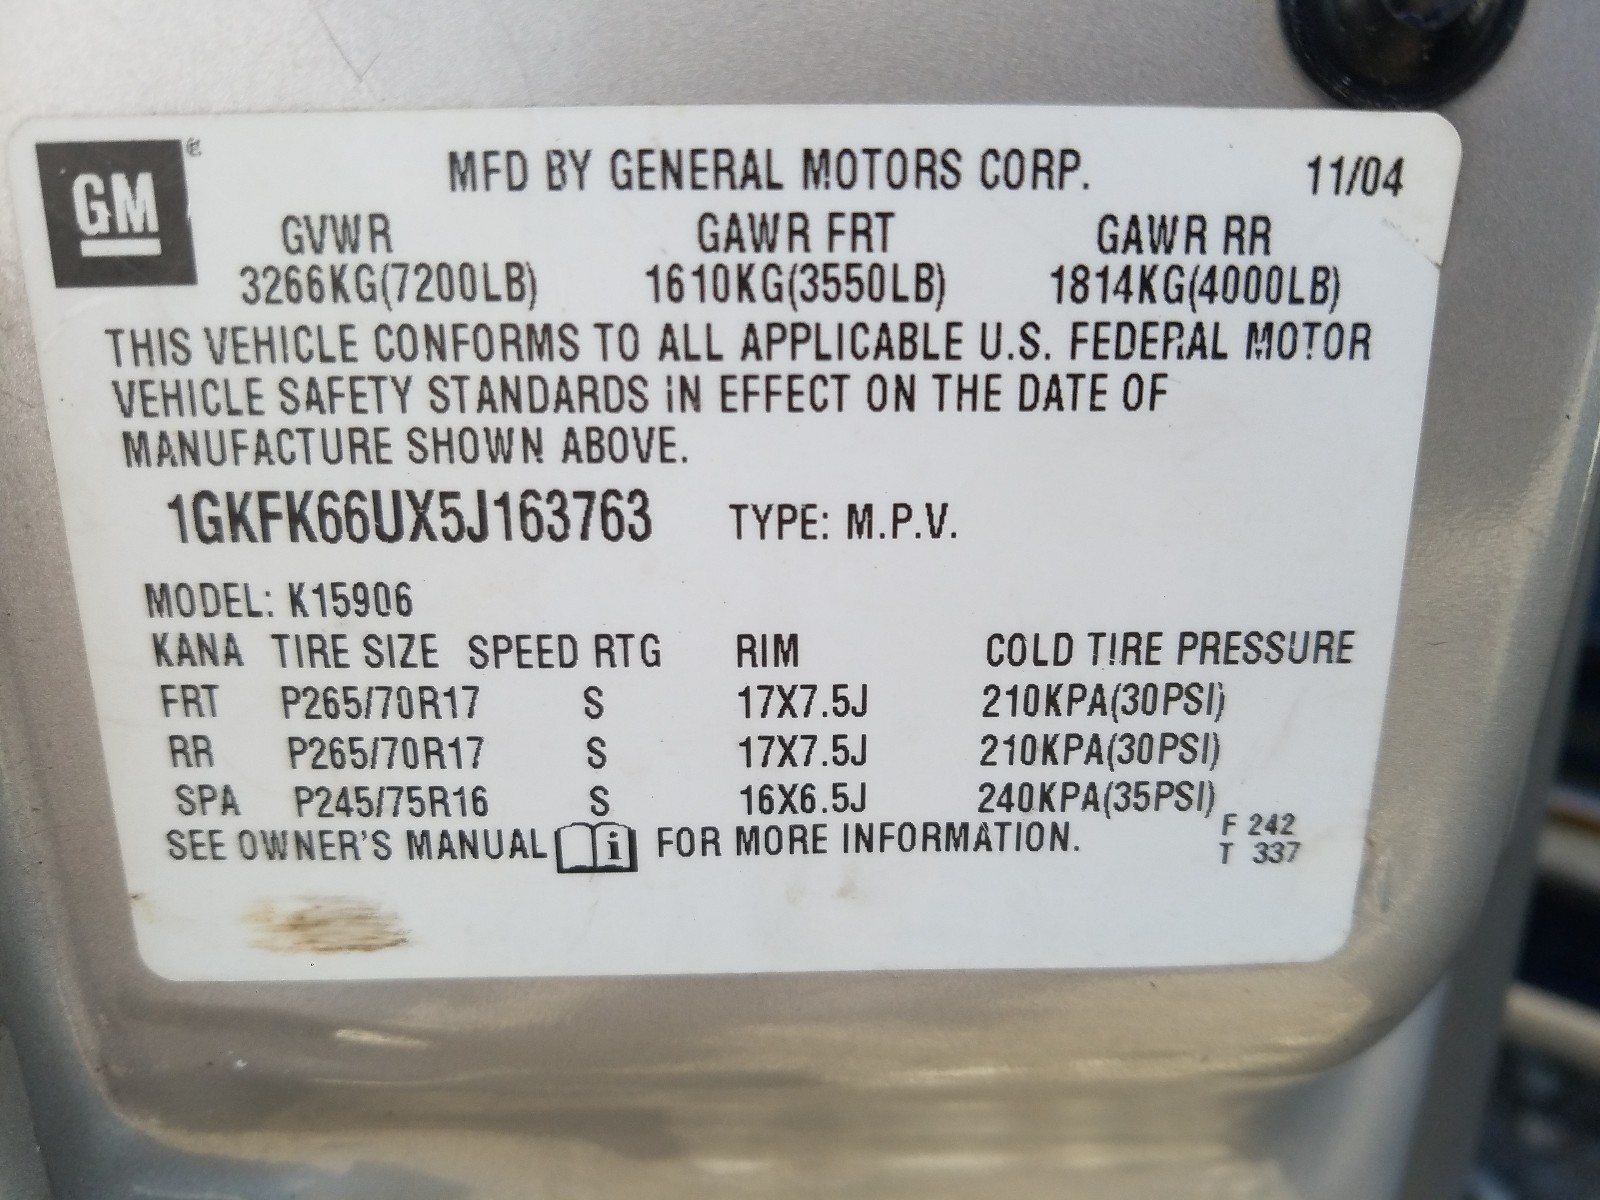 GM®
MFD BY GENERAL MOTORS CORP. 11/04
GVWR GAWR FRT GAWR RR
3266KG(7200LB) 1610KG(3550LB) 1814KG(4000LB)
THIS VEHICLE CONFORMS TO ALL APPLICABLE U.S. FEDERAL MOTOR
VEHICLE SAFETY STANDARDS IN EFFECT ON THE DATE OF
MANUFACTURE SHOWN ABOVE.
1GKFK66UX5J163763 TYPE: M.P.V.
MODEL: K15906
KANA TIRE SIZE SPEED RTG RIM COLD TIRE PRESSURE
FRT P265/70R17 S 17X7.5J 210KPA(30PSI)
RR P265/70R17 S 17X7.5J 210KPA(30PSI)
SPA P245/75R16 S 16X6.5J 240KPA(35PSI)
SEE OWNER'S MANUAL i FOR MORE INFORMATION.
F 242
T 337